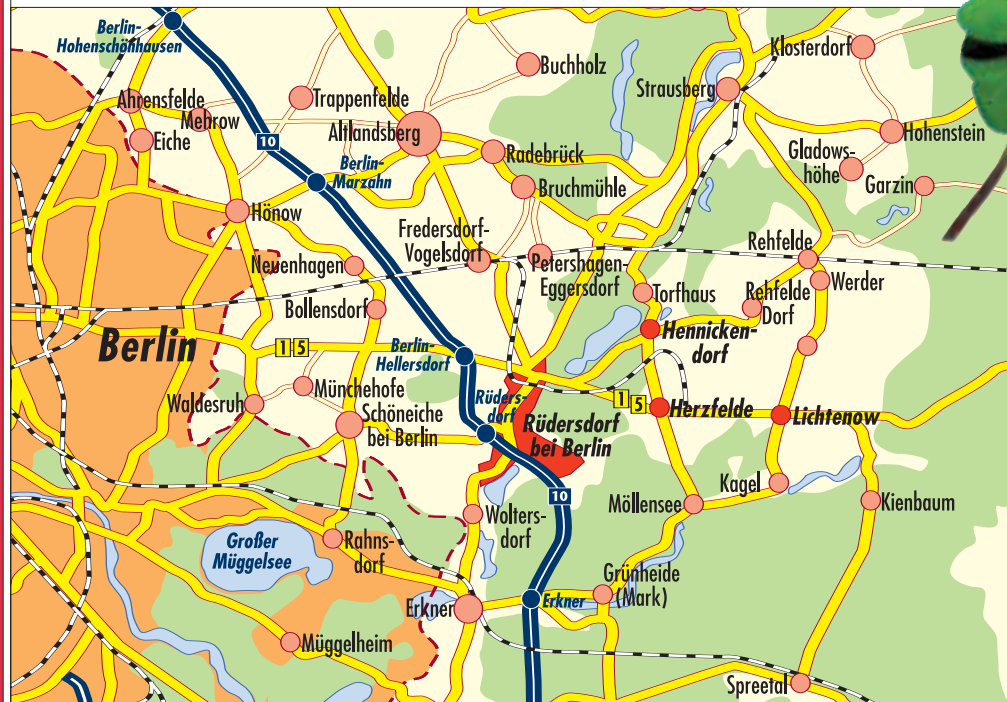 Berlin-
Hohenschönhausen
Klosterdorf
Buchholz
Strausberg
Ahrensfelde
Trappenfelde
Mehrow
Altlandsberg
Hohenstein
Eiche
10
Radebrück
Gladows-
höhe
Berlin-
Marzahn
Bruchmühle
Garzin
Hönow
Fredersdorf-
Vogelsdorf
Rehfelde
Neuenhagen
Petershagen-
Eggersdorf
Werder
Bollensdorf
Torfhaus
Rehfelde
Dorf
Berlin
Hennicken-
dorf
1 5
Berlin-
Hellersdorf
Münchehofe
Rüders-
dorf
Waldesruh
Schöneiche
bei Berlin
Rüdersdorf
bei Berlin
1 5
Herzfelde
Lichtenow
10
Kagel
Möllensee
Kienbaum
Wolters-
dorf
Großer
Müggelsee
Rahns-
dorf
Grünheide
(Mark)
Erkner
Erkner
Müggelheim
Spreetal